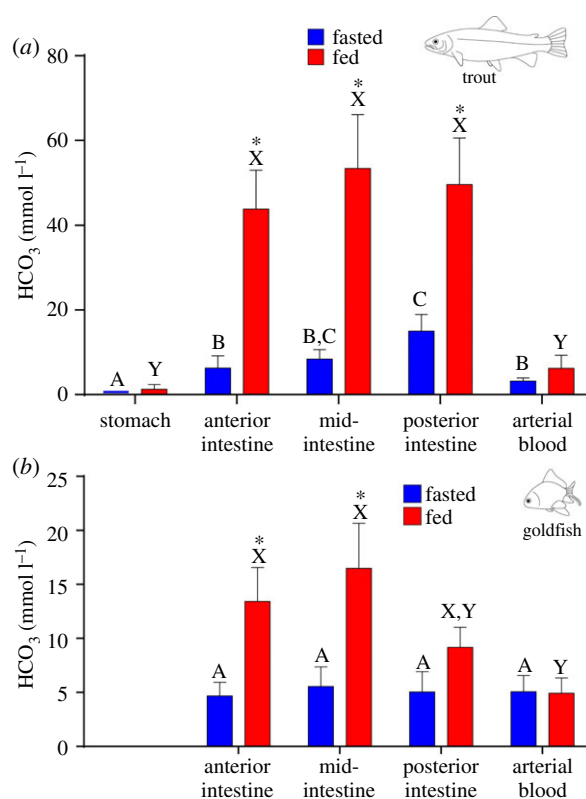 (a)
fasted
fed
trout
HCO3 (mmol l−1)
80
60
40
20
0
A
Y
B
*
X
B,C
*
X
C
*
X
B
Y
stomach
anterior intestine
mid-intestine
posterior intestine
arterial blood
(b)
fasted
fed
goldfish
HCO3 (mmol l−1)
25
20
15
10
5
0
A
*
X
A
*
X
A
X,Y
A
Y
anterior intestine
mid-intestine
posterior intestine
arterial blood